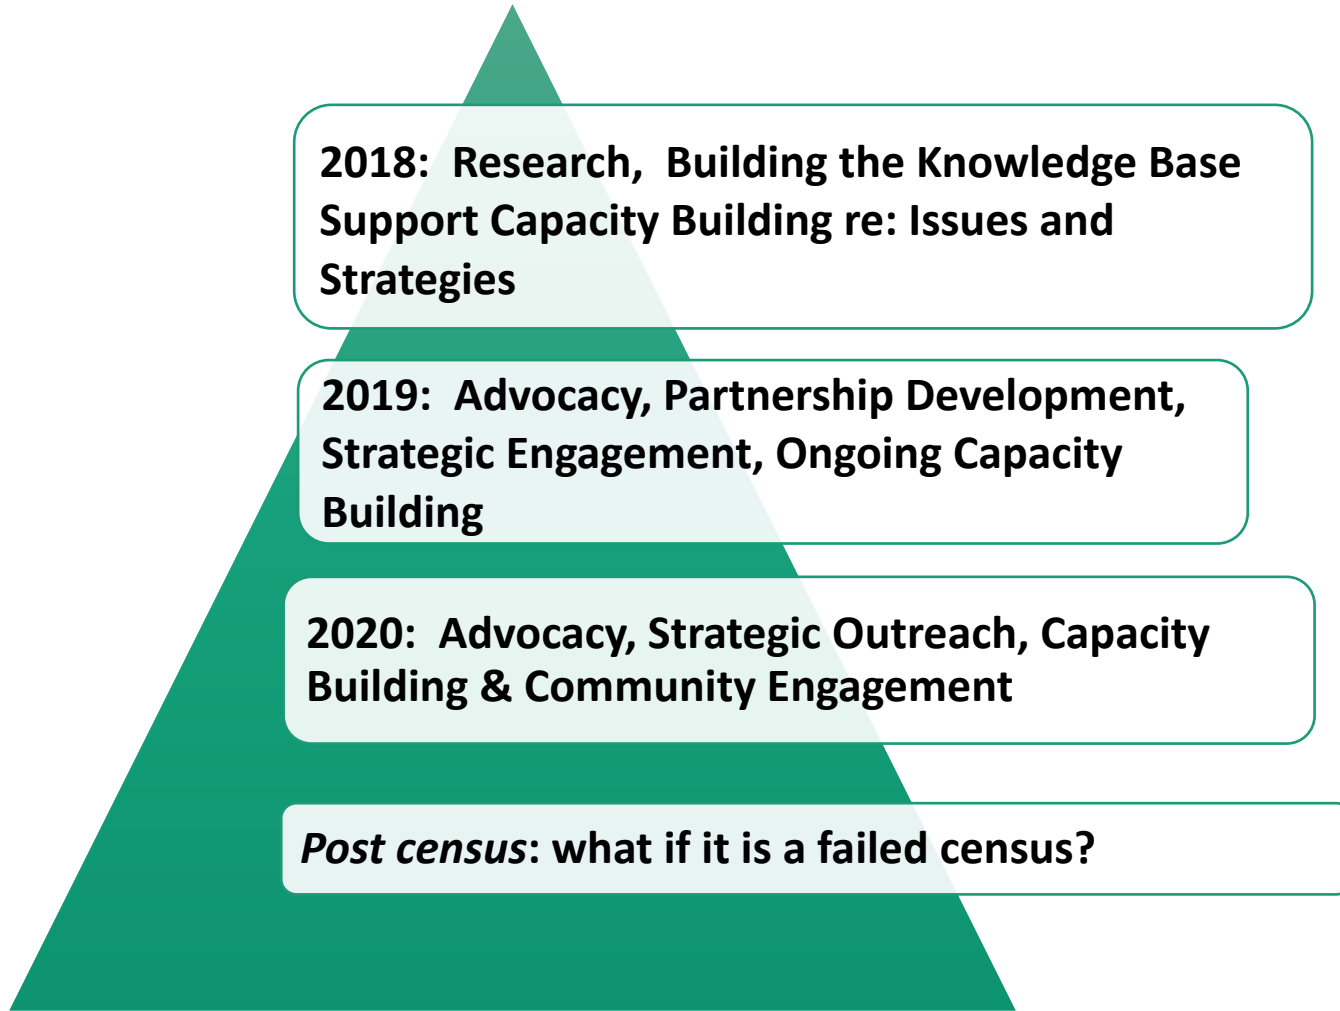 2018:  Research,  Building the Knowledge Base
Support Capacity Building re: Issues and
Strategies
2019:  Advocacy, Partnership Development,
Strategic Engagement, Ongoing Capacity
Building
2020:  Advocacy, Strategic Outreach, Capacity
Building & Community Engagement
Post census: what if it is a failed census?